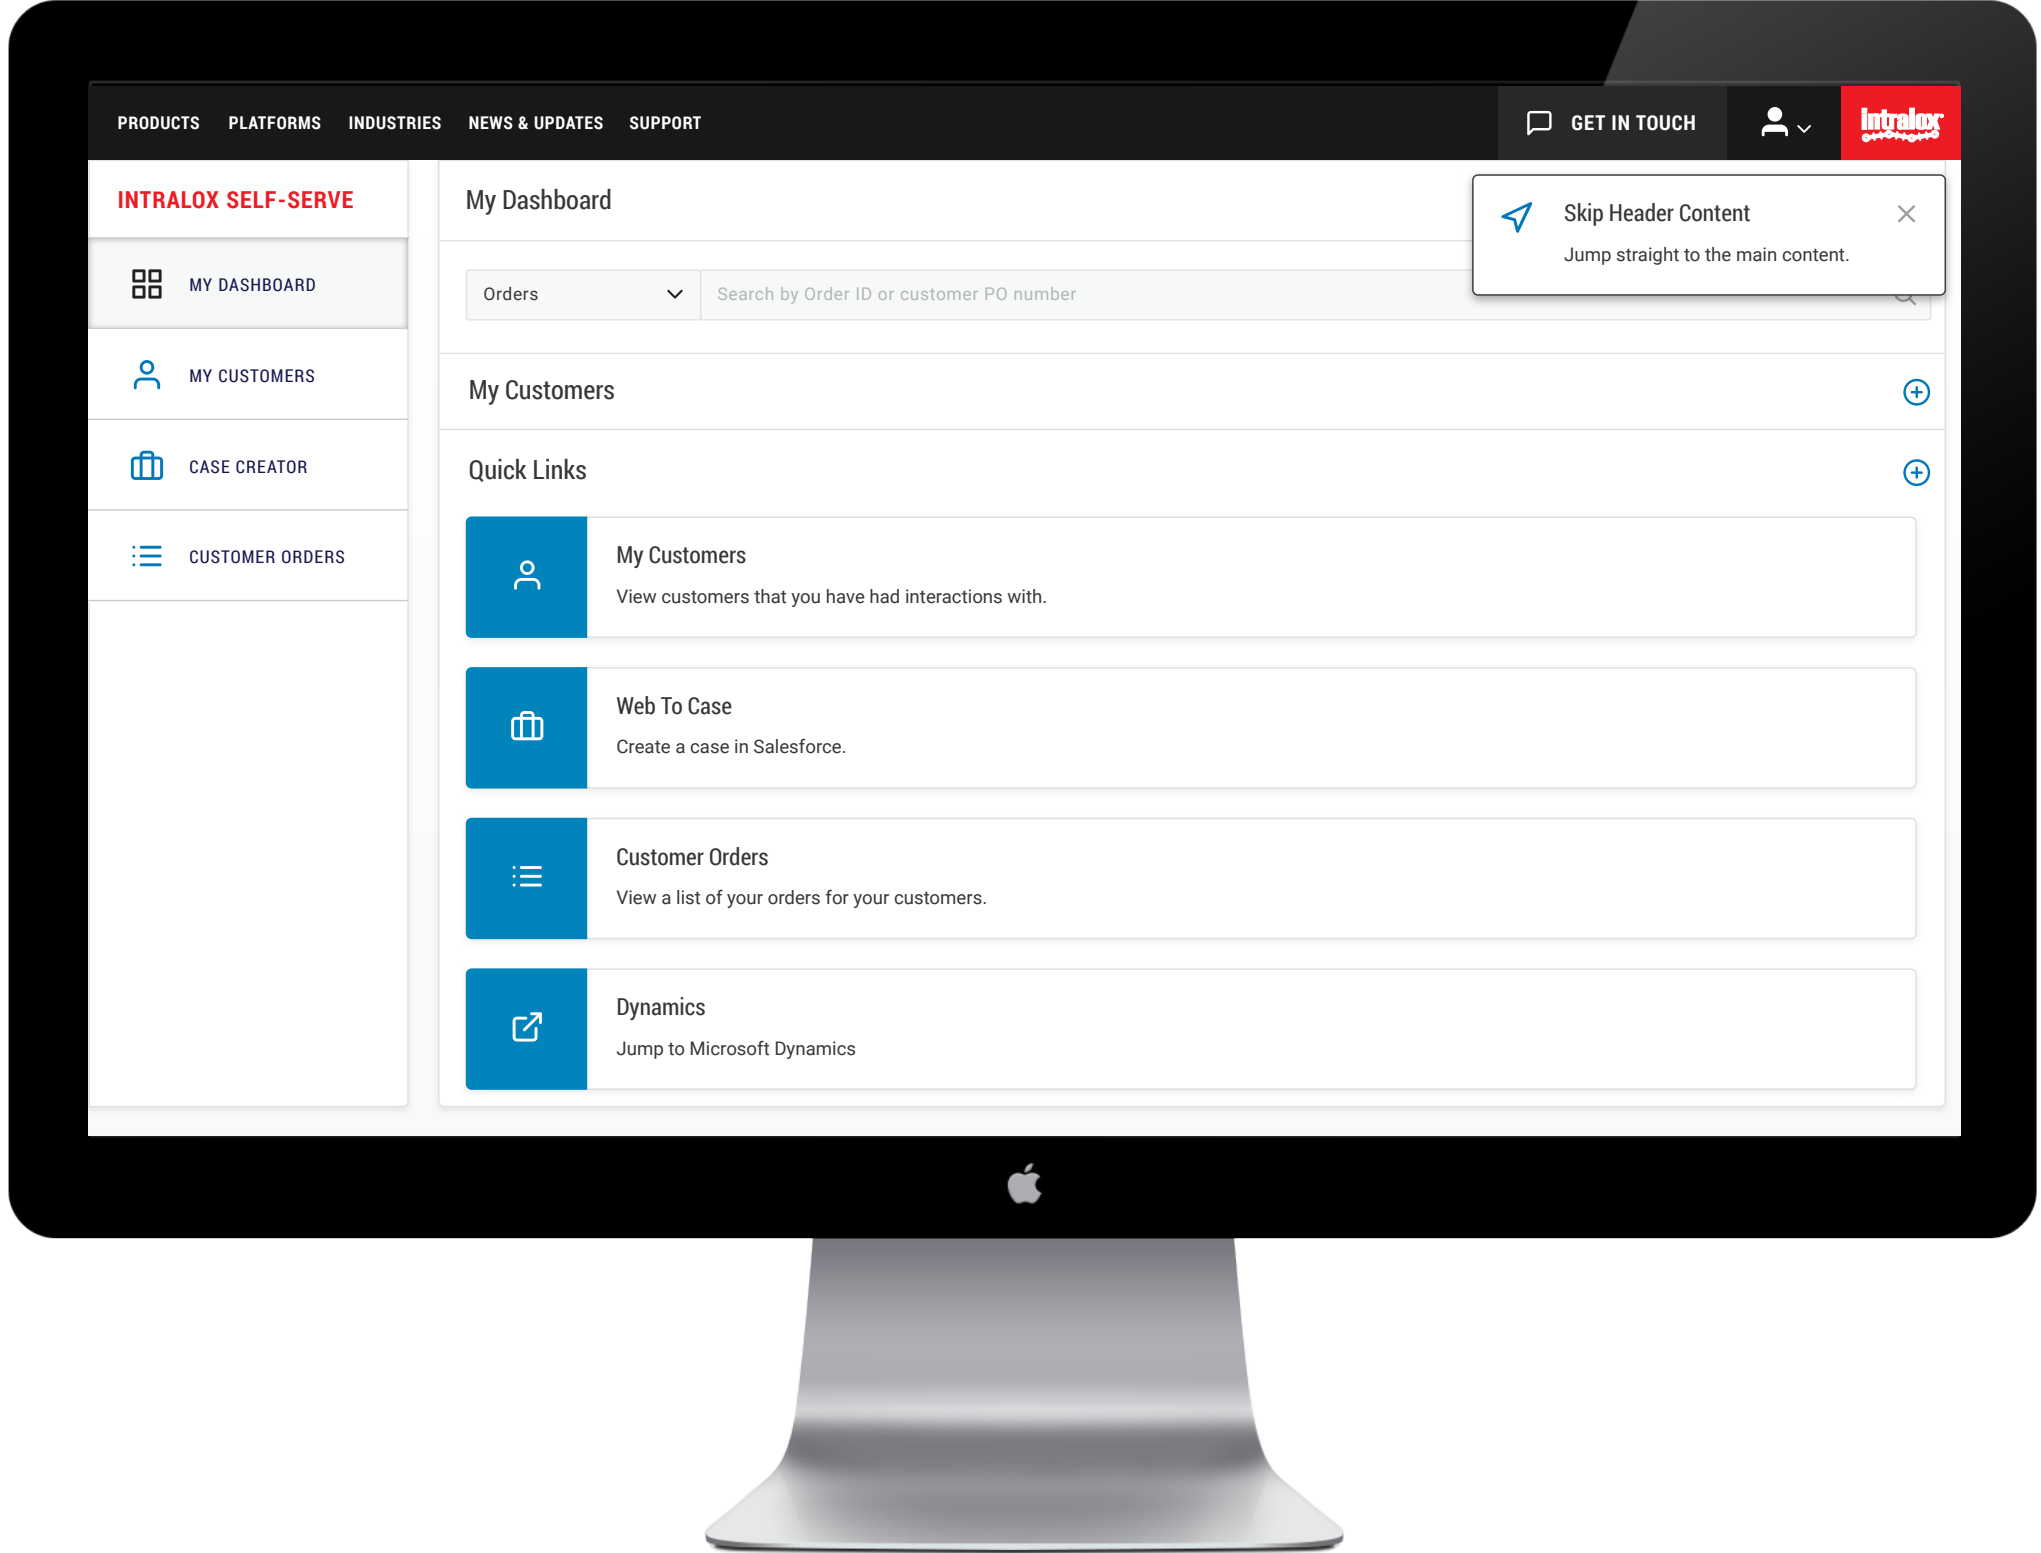 PRODUCTS PLATFORMS INDUSTRIES NEWS & UPDATES SUPPORT GET IN TOUCH intralox
INTRALOX SELF-SERVE
MY DASHBOARD
MY CUSTOMERS
CASE CREATOR
CUSTOMER ORDERS
My Dashboard
Skip Header Content
Jump straight to the main content.
Orders Search by Order ID or customer PO number
My Customers
Quick Links
My Customers
View customers that you have had interactions with.
Web To Case
Create a case in Salesforce.
Customer Orders
View a list of your orders for your customers.
Dynamics
Jump to Microsoft Dynamics